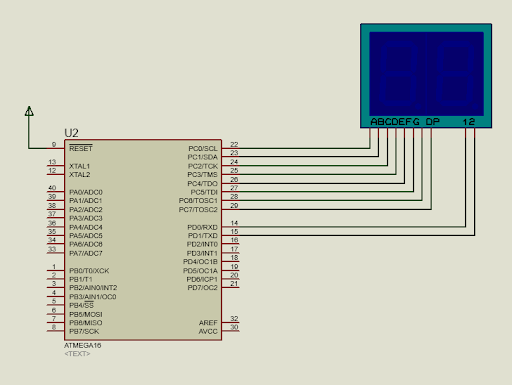 ABCDEFG DP 12
U2
9 RESET
13 XTAL1
12 XTAL2
40 PA0/ADC0
39 PA1/ADC1
38 PA2/ADC2
37 PA3/ADC3
36 PA4/ADC4
35 PA5/ADC5
34 PA6/ADC6
33 PA7/ADC7
1 PB0/T0/XCK
2 PB1/T1
3 PB2/AIN0/INT2
4 PB3/AIN1/OC0
5 PB4/SS
6 PB5/MOSI
7 PB6/MISO
8 PB7/SCK
PC0/SCL 22
PC1/SDA 23
PC2/TCK 24
PC3/TMS 25
PC4/TDO 26
PC5/TDI 27
PC6/TOSC1 28
PC7/TOSC2 29
PD0/RXD 14
PD1/TXD 15
PD2/INT0 16
PD3/INT1 17
PD4/OC1B 18
PD5/OC1A 19
PD6/ICP1 20
PD7/OC2 21
AREF 32
AVCC 30
ATMEGA16
<TEXT>